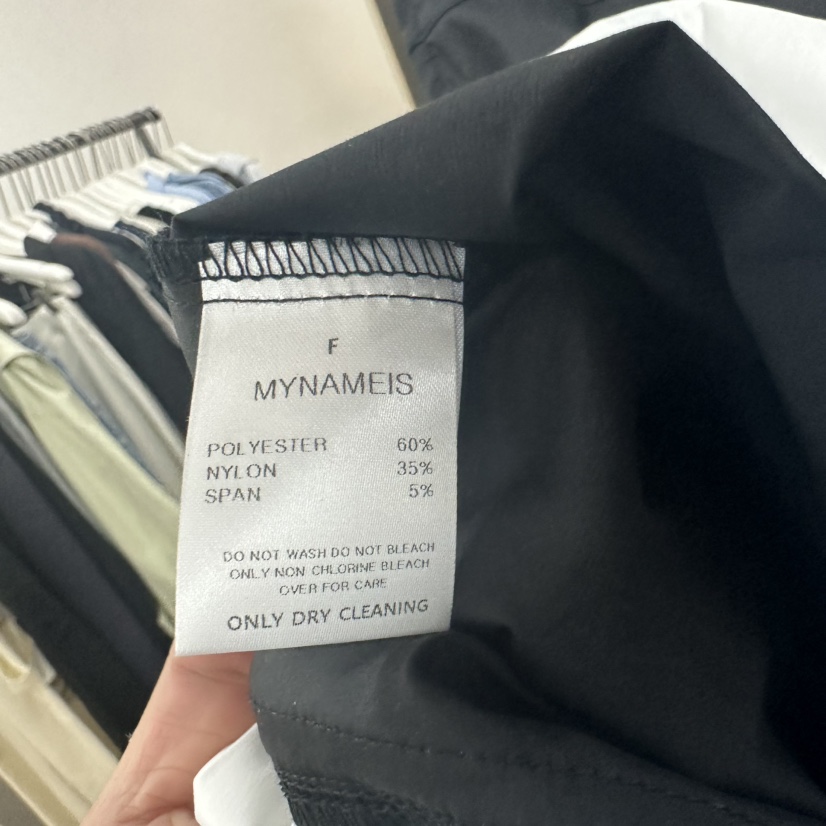 F
MYNAMEIS
POLYESTER 60%
NYLON 35%
SPAN 5%
DO NOT WASH DO NOT BLEACH
ONLY NON CHLORINE BLEACH
OVER FOR CARE
ONLY DRY CLEANING